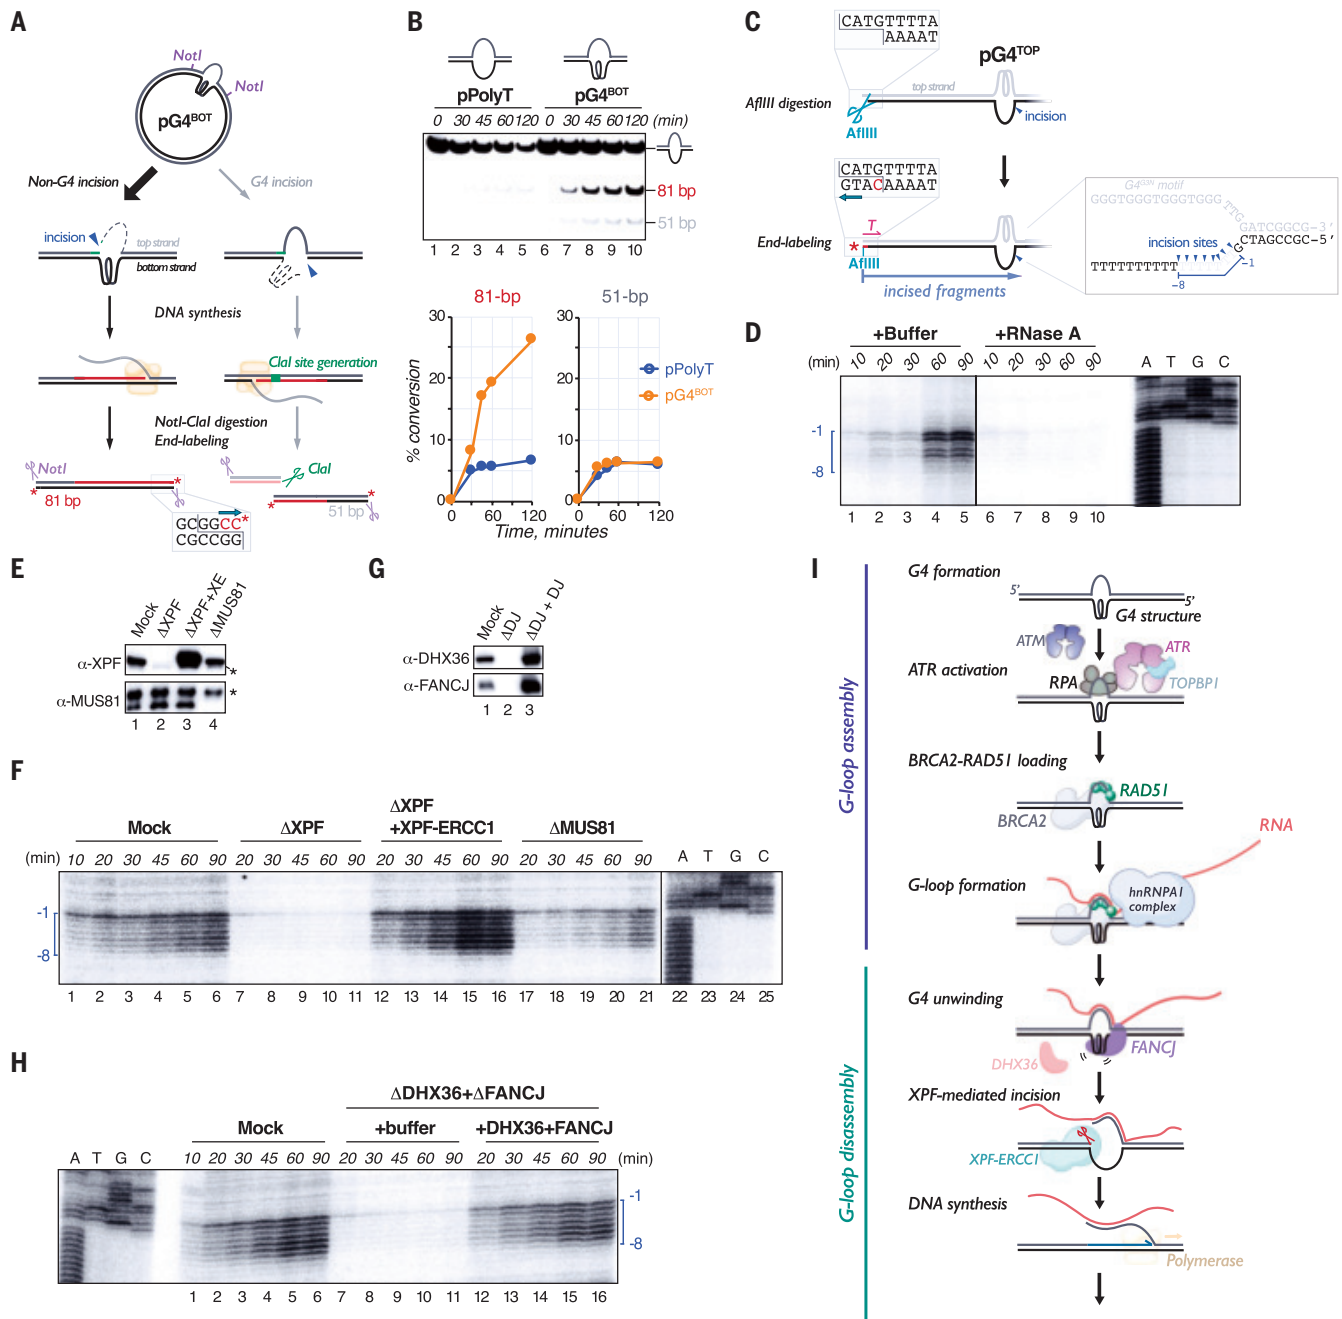 A
NotI
NotI
pG4BOT
Non-G4 incision
G4 incision
incision
top strand
bottom strand
DNA synthesis
ClaI site generation
NotI-ClaI digestion
End-labeling
NotI
ClaI
*
*
*
*
81 bp
51 bp
GCGGCC*
CGCCGG
B
pPolyT
pG4BOT
0 30 45 60 120 0 30 45 60 120 (min)
81 bp
51 bp
1 2 3 4 5 6 7 8 9 10
81-bp
51-bp
30
20
10
0
30
20
10
0
% conversion
pPolyT
pG4BOT
0 60 120 0 60 120
Time, minutes
C
CATGTTTTA
AAAAT
pG4TOP
AflIII digestion
top strand
AflIII
incision
CATGTTTTA
GTACAAAAT
T
End-labeling
*
AflIII
incised fragments
G4G3N motif
GGGTGGGTGGGTGGG
TTG
GATCGGCG-3'
CTAGCCGC-5'
G
incision sites
TTTTTTTTTT
-1
-8
D
+Buffer
+RNase A
(min) 10 20 30 60 90 10 20 30 60 90 A T G C
-1
-8
1 2 3 4 5 6 7 8 9 10
E
Mock
ΔXPF
ΔXPF+XE
ΔMUS81
α-XPF
*
α-MUS81
*
1 2 3 4
G
Mock
ΔDJ
ΔDJ + DJ
α-DHX36
α-FANCJ
1 2 3
F
Mock
ΔXPF
ΔXPF
+XPF-ERCC1
ΔMUS81
(min) 10 20 30 45 60 90 20 30 45 60 90 20 30 45 60 90 20 30 45 60 90 A T G C
-1
-8
1 2 3 4 5 6 7 8 9 10 11 12 13 14 15 16 17 18 19 20 21 22 23 24 25
H
ΔDHX36+ΔFANCJ
Mock
+buffer
+DHX36+FANCJ
A T G C 10 20 30 45 60 90 20 30 45 60 90 20 30 45 60 90 (min)
-1
-8
1 2 3 4 5 6 7 8 9 10 11 12 13 14 15 16
I
G-loop assembly
G4 formation
5'
5'
G4 structure
ATM
ATR
ATR activation
RPA
TOPBP1
BRCA2-RAD51 loading
RAD51
BRCA2
RNA
G-loop formation
hnRNPA1
complex
G-loop disassembly
G4 unwinding
DHX36
FANCJ
XPF-mediated incision
XPF-ERCC1
DNA synthesis
Polymerase